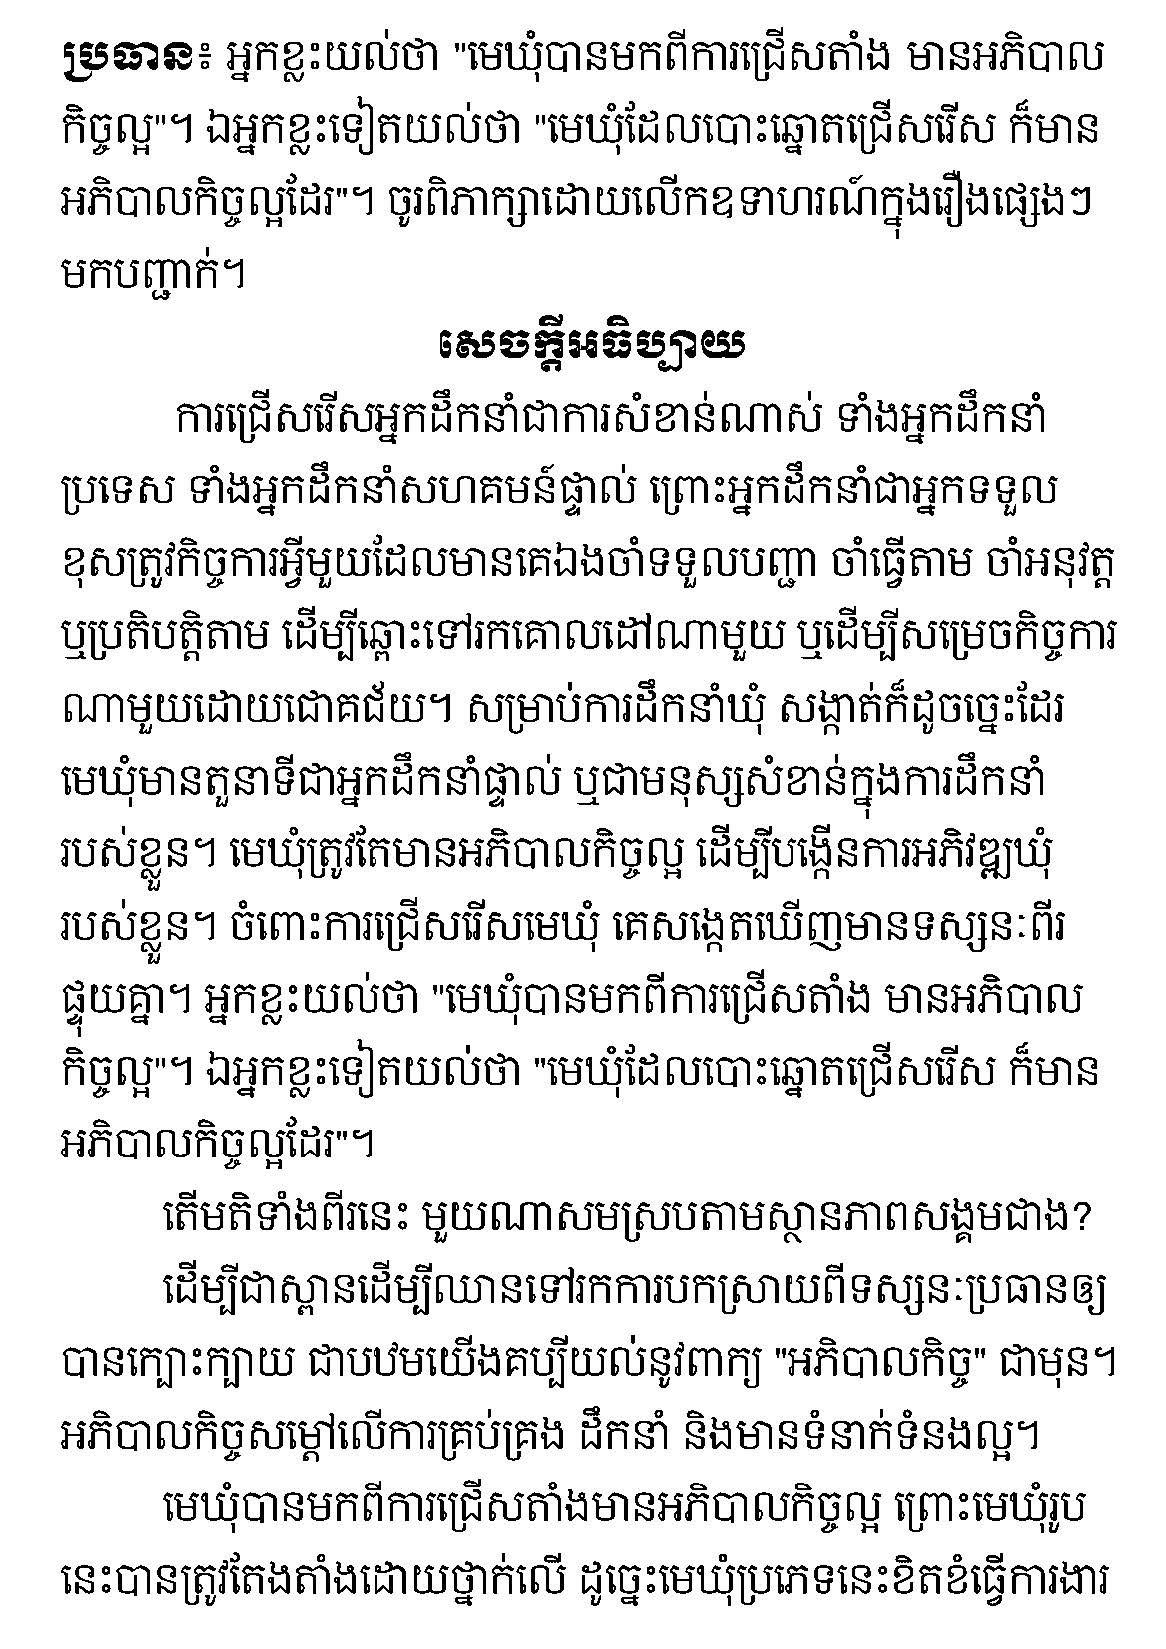 ប្រធាន៖ អ្នកខ្លះយល់ថា "មេឃុំបានមកពីការជ្រើសតាំង មានអភិបាល
កិច្ចល្អ"។ ឯអ្នកខ្លះទៀតយល់ថា "មេឃុំដែលបោះឆ្នោតជ្រើសរើស ក៏មាន
អភិបាលកិច្ចល្អដែរ"។ ចូរពិភាក្សាដោយលើកឧទាហរណ៍ក្នុងរឿងផ្សេងៗ
មកបញ្ជាក់។
សេចក្ដីអធិប្បាយ
ការជ្រើសរើសអ្នកដឹកនាំជាការសំខាន់ណាស់ ទាំងអ្នកដឹកនាំ
ប្រទេស ទាំងអ្នកដឹកនាំសហគមន៍ផ្ទាល់ ព្រោះអ្នកដឹកនាំជាអ្នកទទួល
ខុសត្រូវកិច្ចការអ្វីមួយដែលមានគេឯងចាំទទួលបញ្ជា ចាំធ្វើតាម ចាំអនុវត្ត
ឬប្រតិបត្តិតាម ដើម្បីឆ្ពោះទៅរកគោលដៅណាមួយ ឬដើម្បីសម្រេចកិច្ចការ
ណាមួយដោយជោគជ័យ។ សម្រាប់ការដឹកនាំឃុំ សង្កាត់ក៏ដូចច្នេះដែរ
មេឃុំមានតួនាទីជាអ្នកដឹកនាំផ្ទាល់ ឬជាមនុស្សសំខាន់ក្នុងការដឹកនាំ
របស់ខ្លួន។ មេឃុំត្រូវតែមានអភិបាលកិច្ចល្អ ដើម្បីបង្កើនការអភិវឌ្ឍឃុំ
របស់ខ្លួន។ ចំពោះការជ្រើសរើសមេឃុំ គេសង្កេតឃើញមានទស្សនៈពីរ
ផ្ទុយគ្នា។ អ្នកខ្លះយល់ថា "មេឃុំបានមកពីការជ្រើសតាំង មានអភិបាល
កិច្ចល្អ"។ ឯអ្នកខ្លះទៀតយល់ថា "មេឃុំដែលបោះឆ្នោតជ្រើសរើស ក៏មាន
អភិបាលកិច្ចល្អដែរ"។
តើមតិទាំងពីរនេះ មួយណាសមស្របតាមស្ថានភាពសង្គមជាង?
ដើម្បីជាស្ពានដើម្បីឈានទៅរកការបកស្រាយពីទស្សនៈប្រធានឲ្យ
បានក្បោះក្បាយ ជាបឋមយើងគប្បីយល់នូវពាក្យ "អភិបាលកិច្ច" ជាមុន។
អភិបាលកិច្ចសម្ដៅលើការគ្រប់គ្រង ដឹកនាំ និងមានទំនាក់ទំនងល្អ។
មេឃុំបានមកពីការជ្រើសតាំងមានអភិបាលកិច្ចល្អ ព្រោះមេឃុំរូប
នេះបានត្រូវតែងតាំងដោយថ្នាក់លើ ដូច្នេះមេឃុំប្រភេទនេះខិតខំធ្វើការងារ